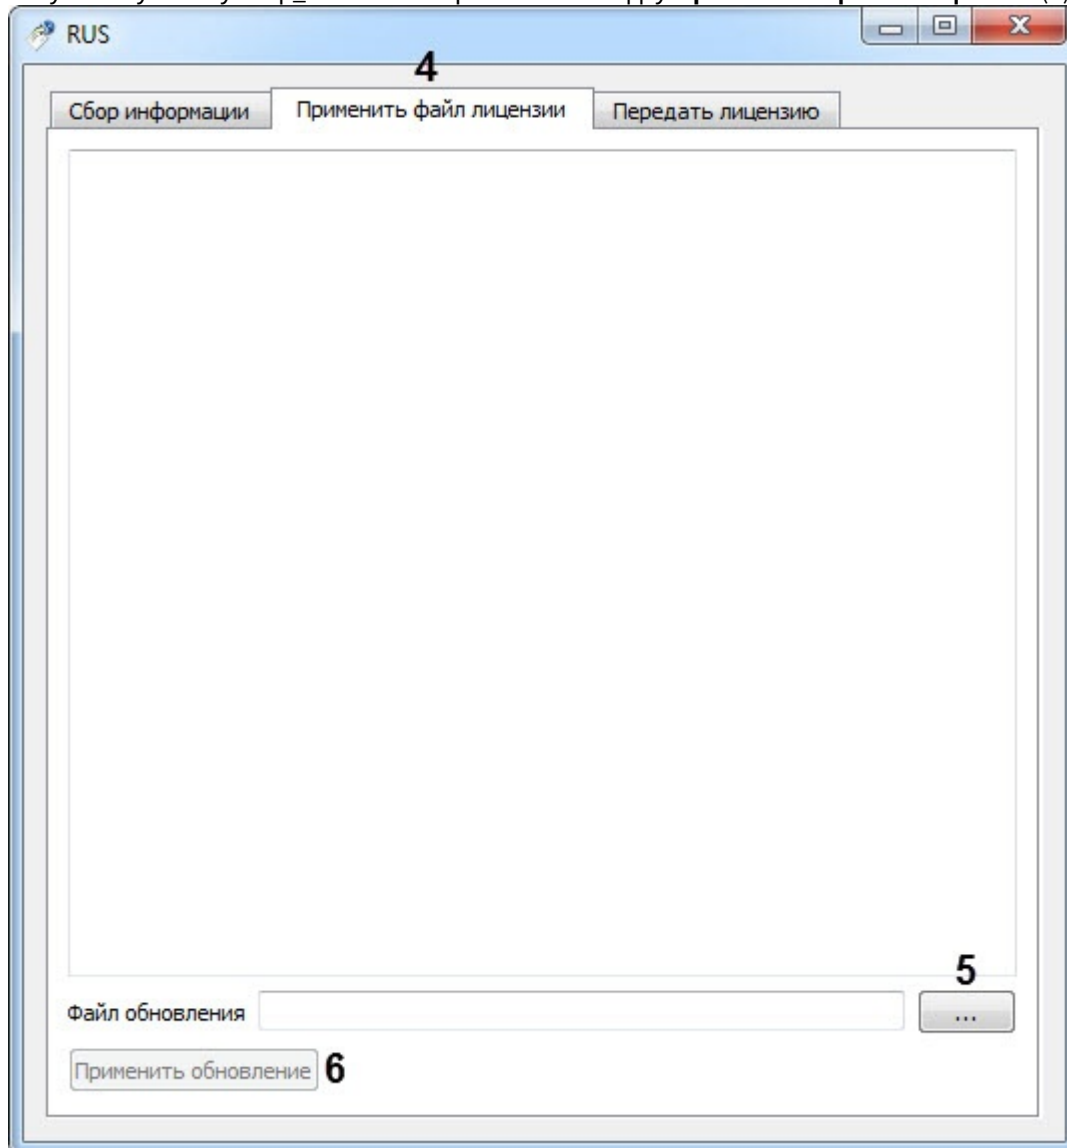 RUS
4
Сбор информации Применить файл лицензии Передать лицензию
5
Файл обновления ...
Применить обновление 6